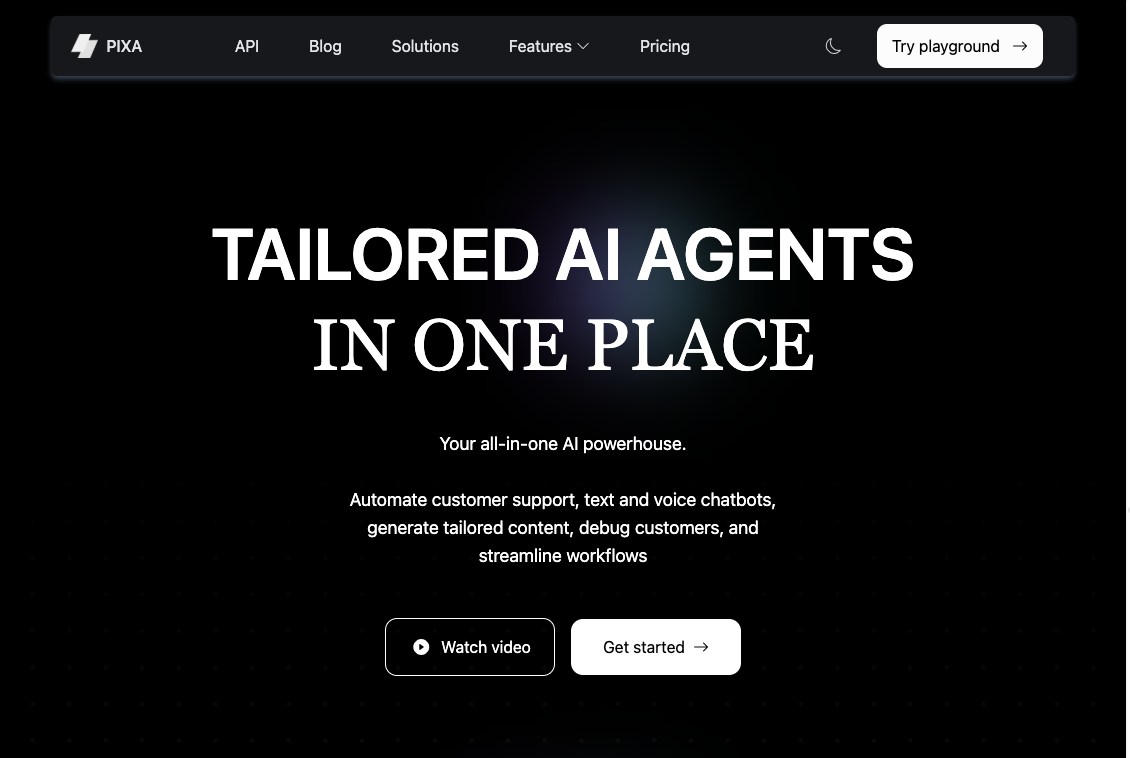 PIXA
API
Blog
Solutions
Features
Pricing
Try playground
TAILORED AI AGENTS
IN ONE PLACE
Your all-in-one AI powerhouse.
Automate customer support, text and voice chatbots,
generate tailored content, debug customers, and
streamline workflows
Watch video
Get started